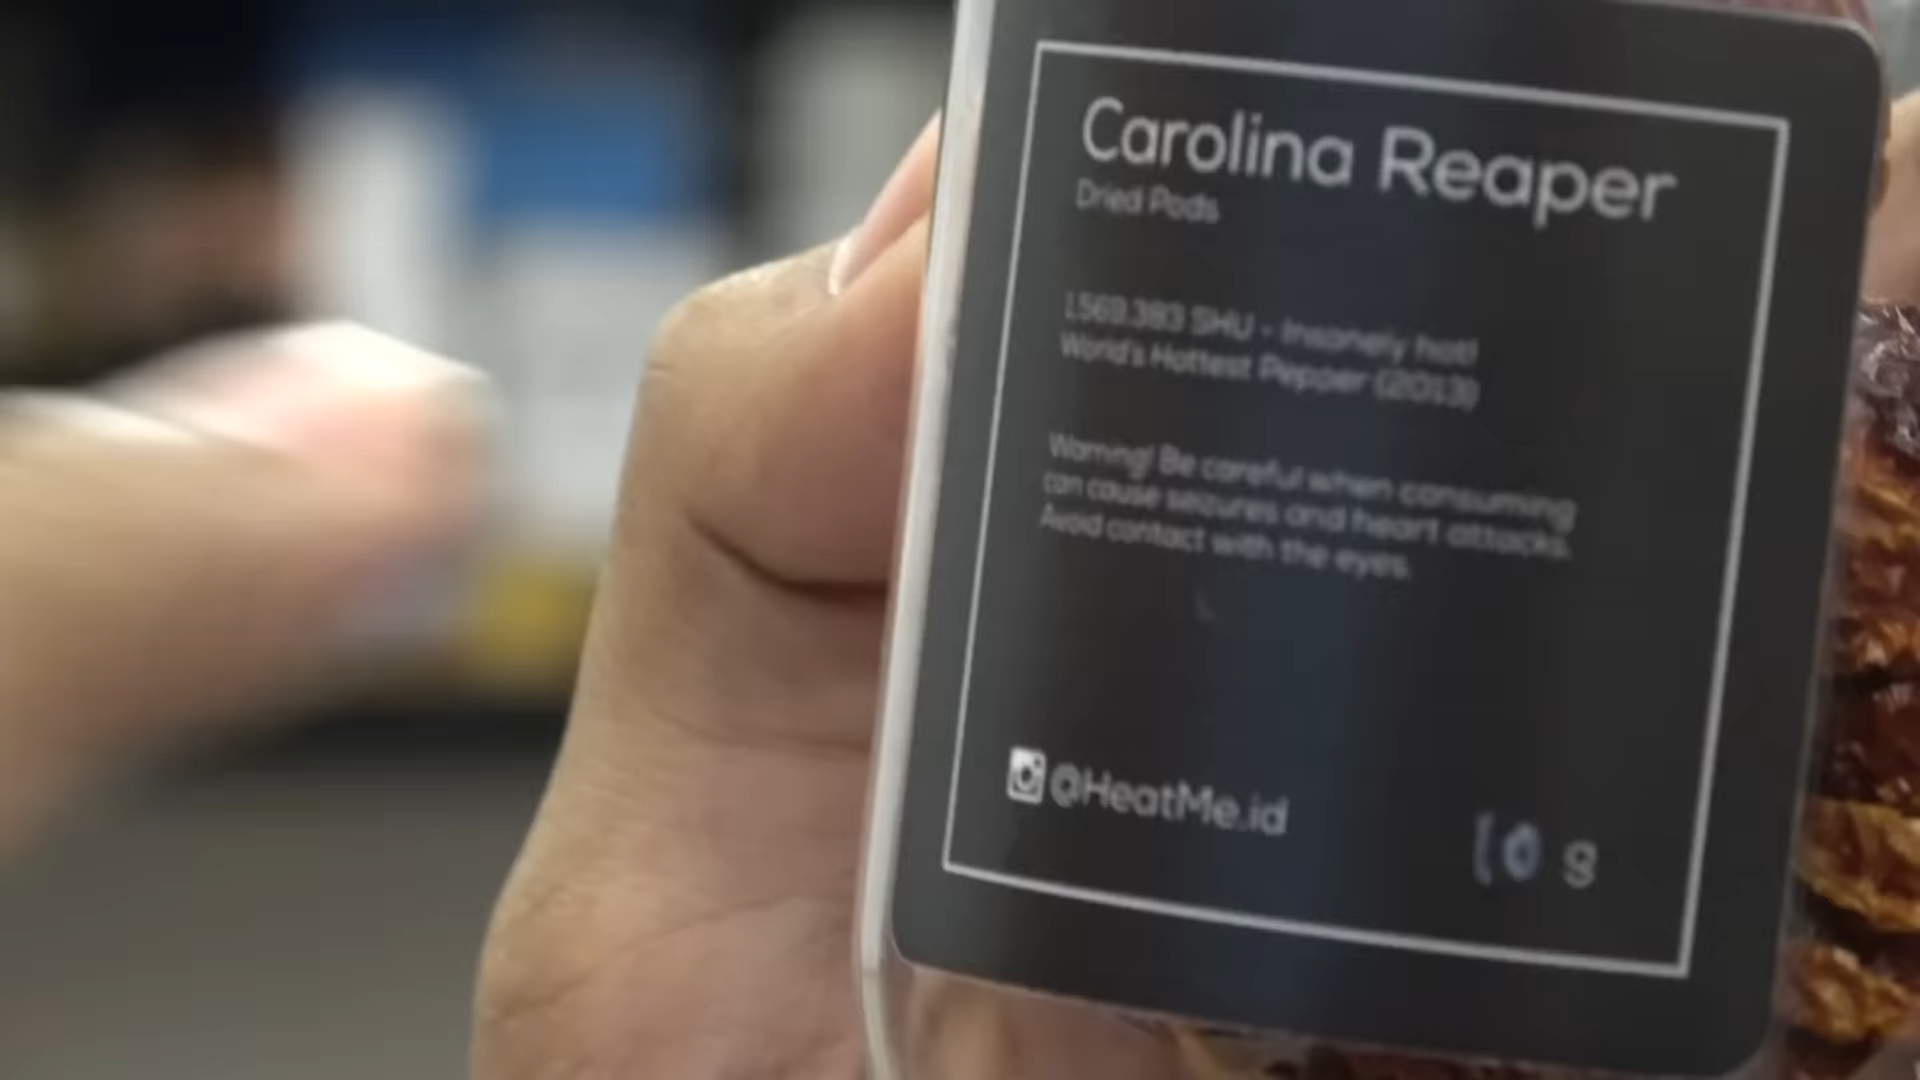 Carolina Reaper
Dried Pods
1.569.383 SHU - Insanely hot!
World's Hottest Pepper (2013)
Warning! Be careful when consuming
can cause seizures and heart attacks.
Avoid contact with the eyes.
@HeatMe.id
10 g